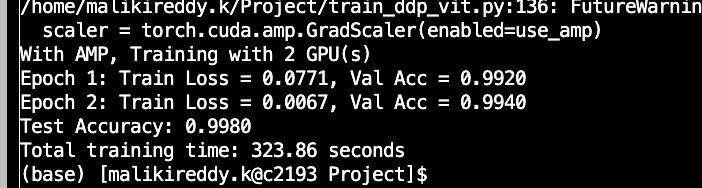 /home/malikireddy.k/Project/train_ddp_vit.py:136: FutureWarnin
scaler = torch.cuda.amp.GradScaler(enabled=use_amp)
With AMP, Training with 2 GPU(s)
Epoch 1: Train Loss = 0.0771, Val Acc = 0.9920
Epoch 2: Train Loss = 0.0067, Val Acc = 0.9940
Test Accuracy: 0.9980
Total training time: 323.86 seconds
(base) [malikireddy.k@c2193 Project]$